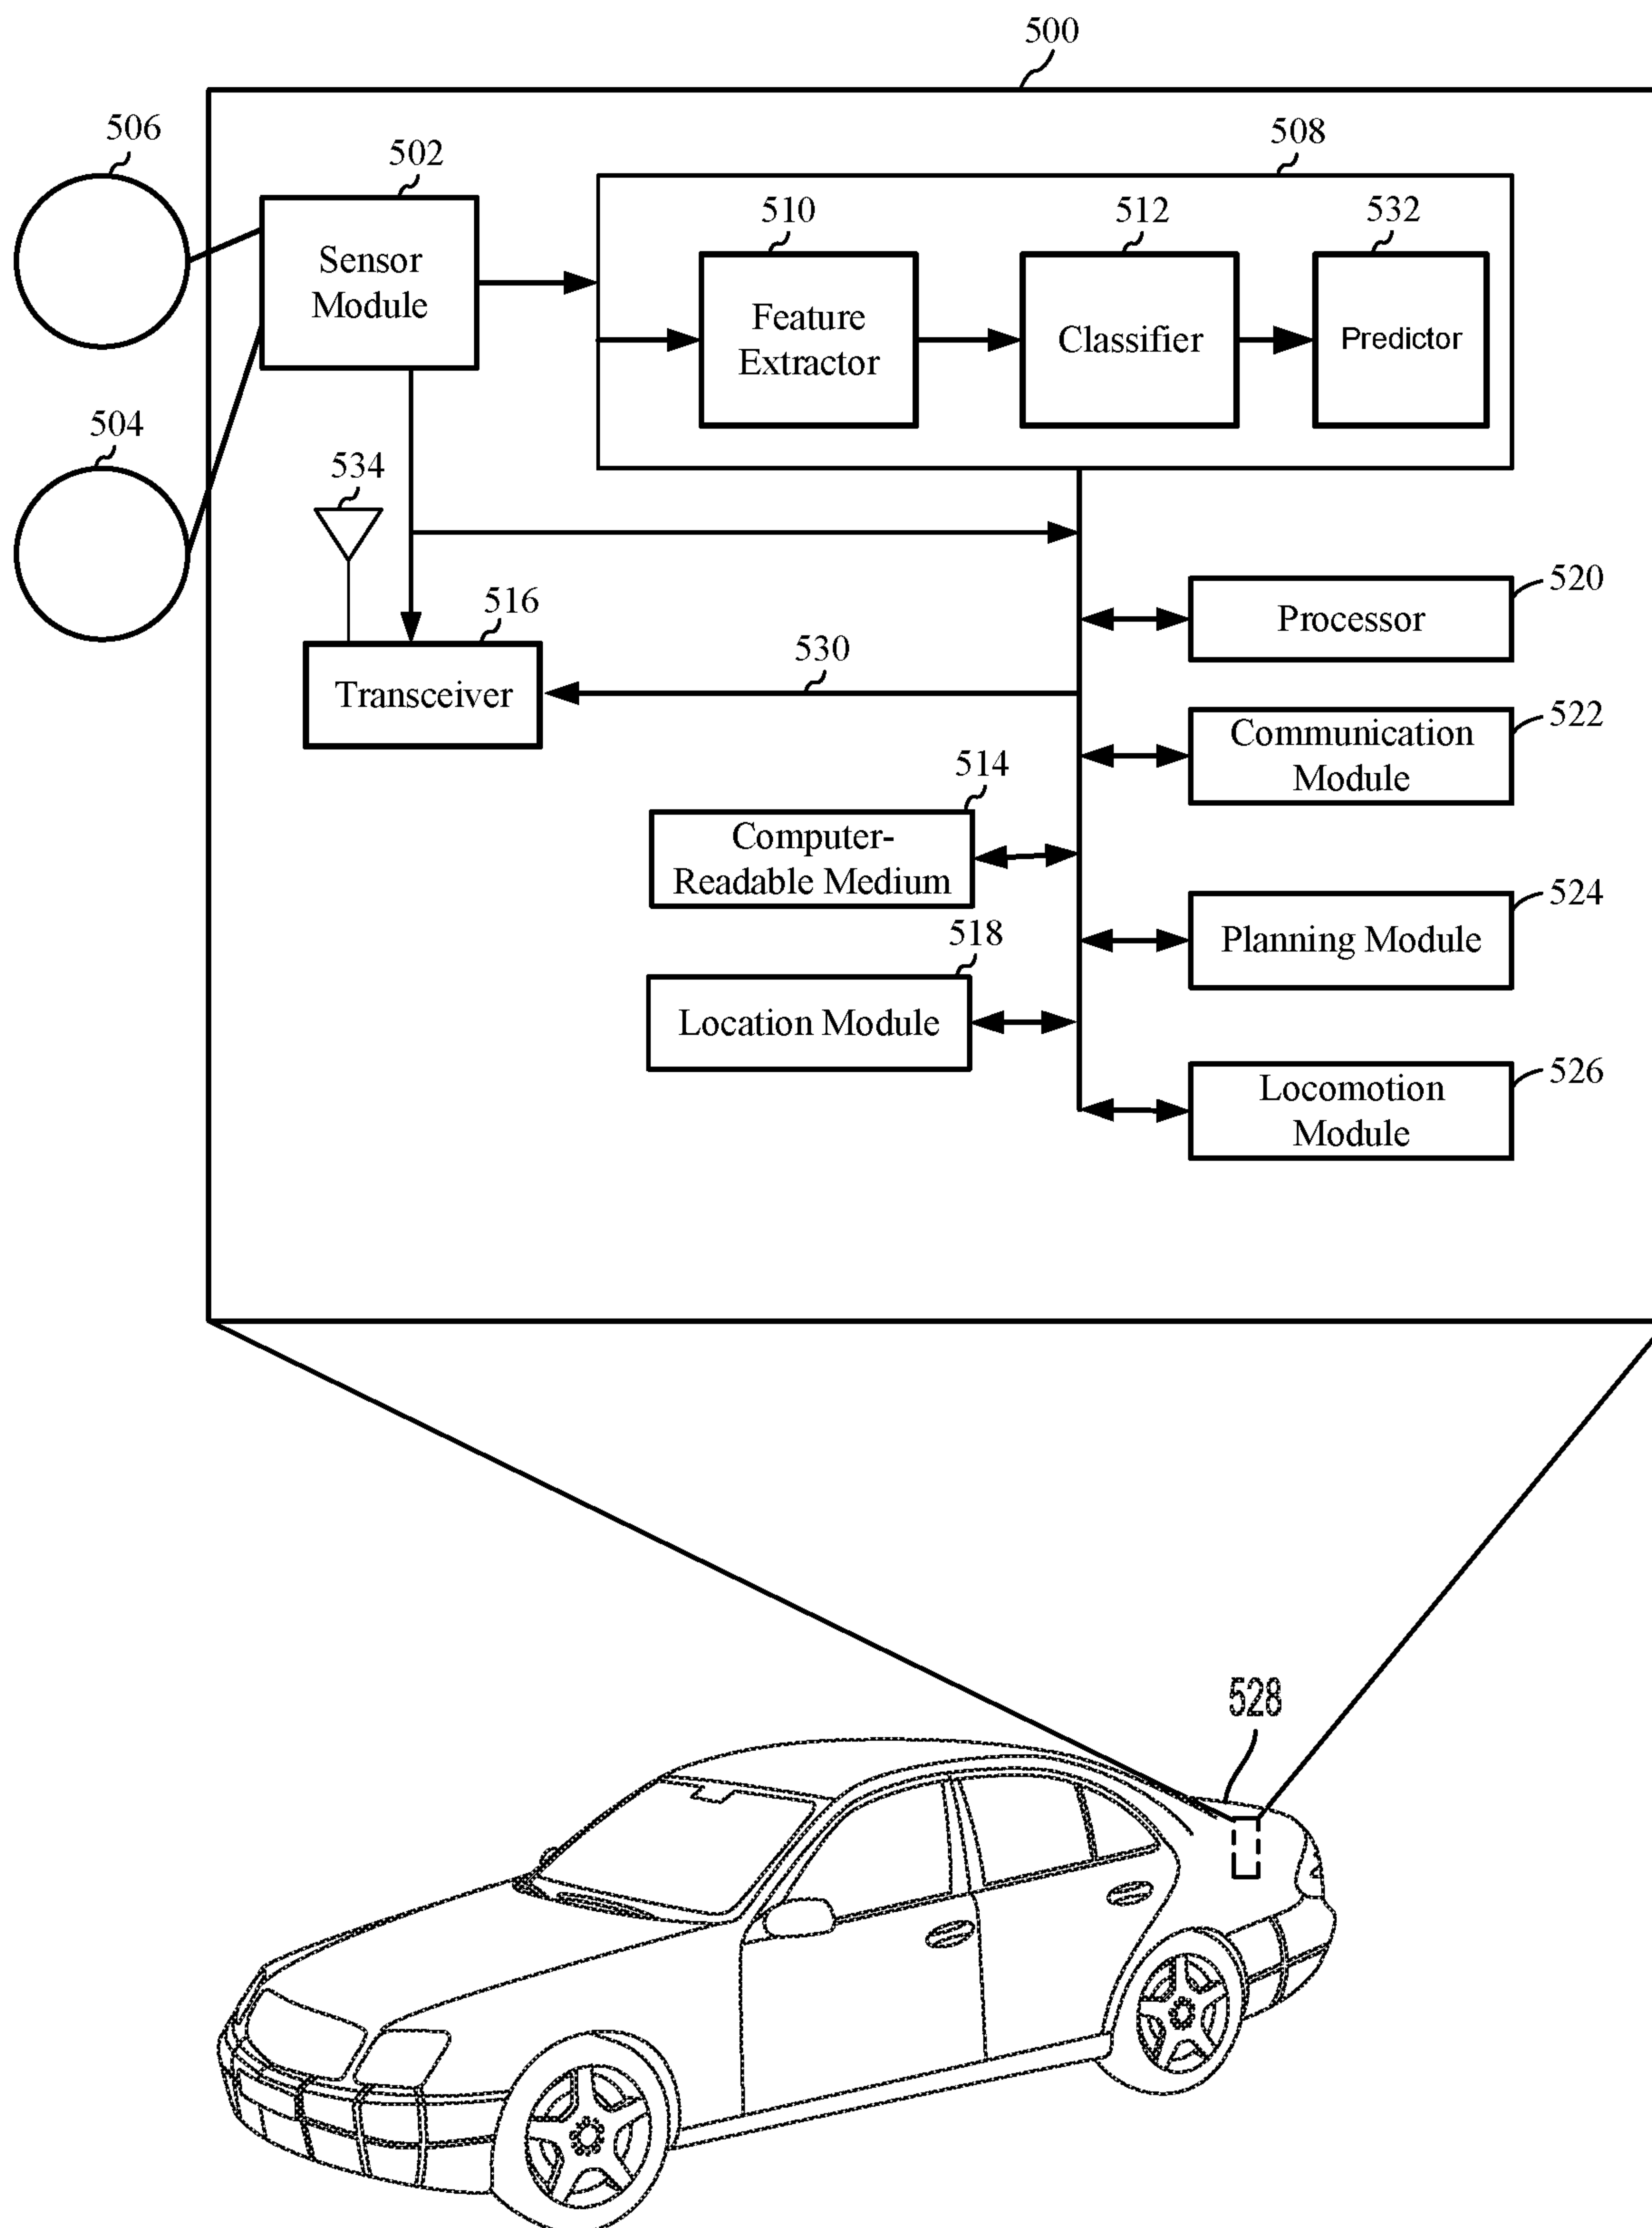 500
506
502
508
510
512
532
Sensor
Module
Feature
Extractor
Classifier
Predictor
504
534
516
520
Processor
530
Transceiver
522
Communication
Module
514
Computer-
Readable Medium
524
Planning Module
518
Location Module
526
Locomotion
Module
528